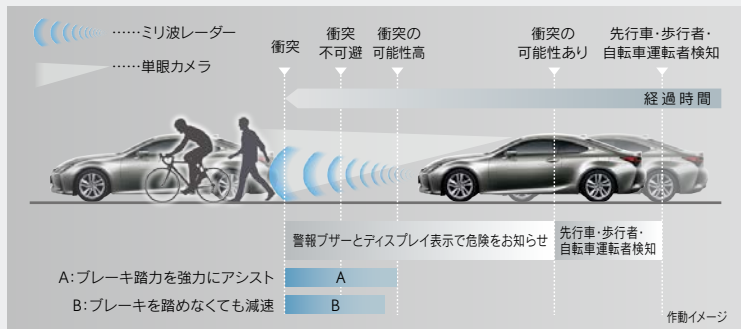 ……ミリ波レーダー
……単眼カメラ
衝突
衝突
不可避
衝突の
可能性高
衝突の
可能性あり
先行車・歩行者・
自転車運転者検知
経過時間
警報ブザーとディスプレイ表示で危険をお知らせ
先行車・歩行者・
自転車運転者検知
A:ブレーキ踏力を強力にアシスト
A
B:ブレーキを踏めなくても減速
B
作動イメージ